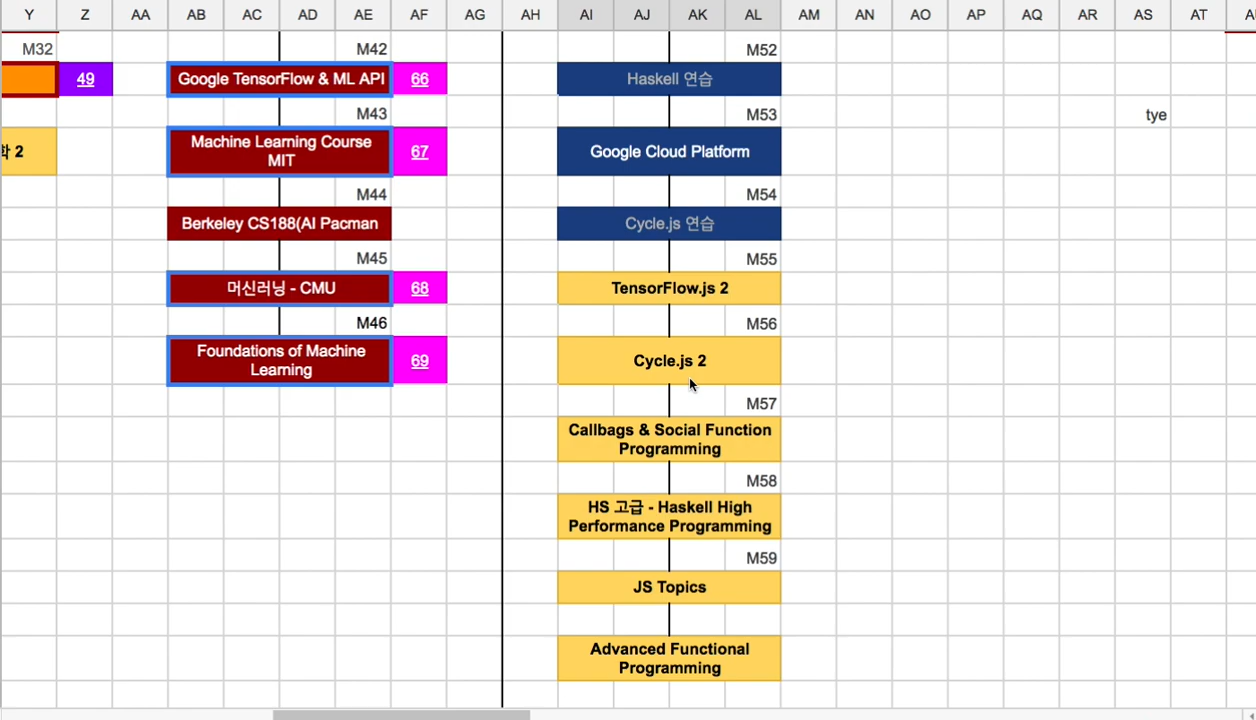 Y Z AA AB AC AD AE AF AG AH AI AJ AK AL AM AN AO AP AQ AR AS AT
M32 M42 M52
49 Google TensorFlow & ML API 66 Haskell 연습
M43 M53 tye
Machine Learning Course
MIT
67 Google Cloud Platform
2
M44 M54
Berkeley CS188(AI Pacman Cycle.js 연습
M45 M55
머신러닝 - CMU 68 TensorFlow.js 2
M46 M56
Foundations of Machine
Learning
69 Cycle.js 2
M57
Callbags & Social Function
Programming
M58
HS 고급 - Haskell High
Performance Programming
M59
JS Topics
Advanced Functional
Programming